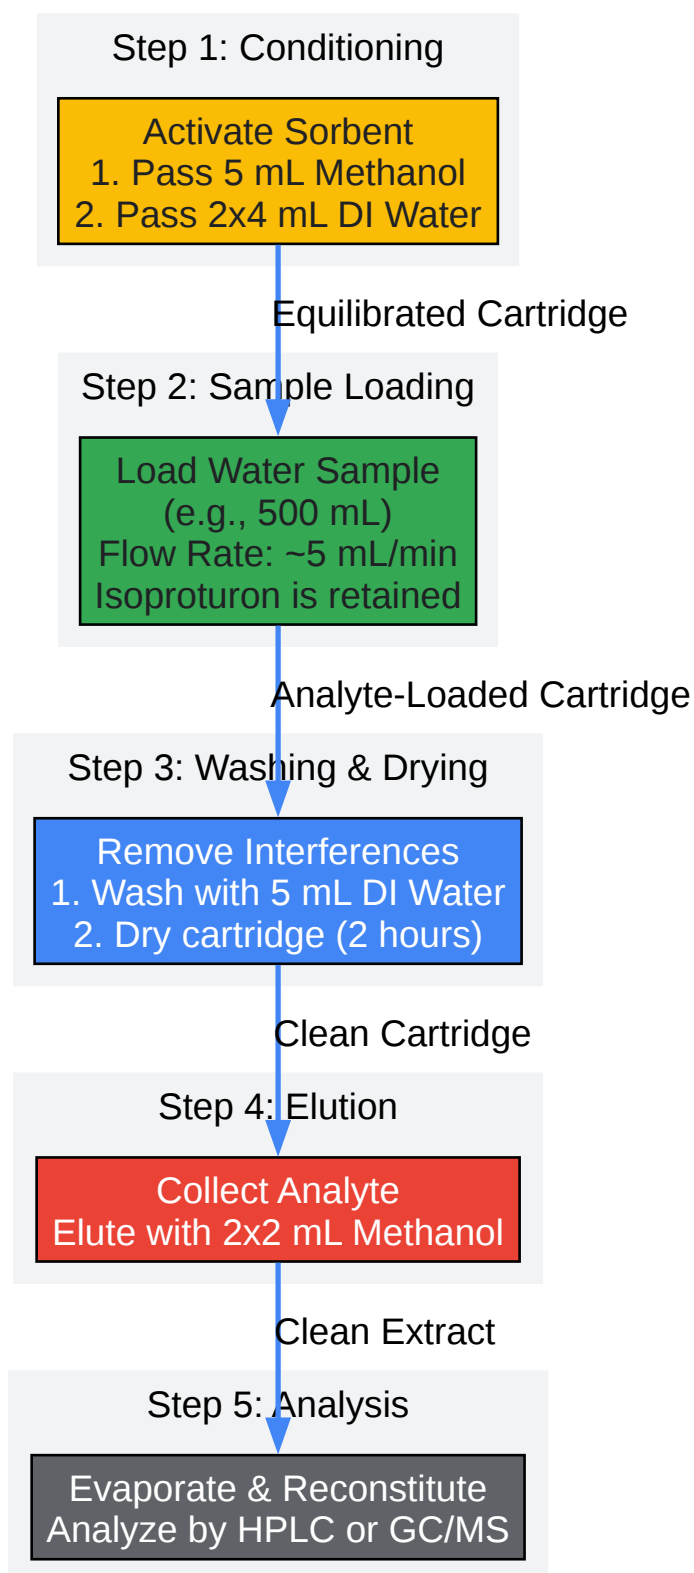 Step 1: Conditioning
Activate Sorbent
1. Pass 5 mL Methanol
2. Pass 2x4 mL DI Water
Equilibrated Cartridge
Step 2: Sample Loading
Load Water Sample
(e.g., 500 mL)
Flow Rate: ~5 mL/min
Isoproturon is retained
Analyte-Loaded Cartridge
Step 3: Washing & Drying
Remove Interferences
1. Wash with 5 mL DI Water
2. Dry cartridge (2 hours)
Clean Cartridge
Step 4: Elution
Collect Analyte
Elute with 2x2 mL Methanol
Clean Extract
Step 5: Analysis
Evaporate & Reconstitute
Analyze by HPLC or GC/MS